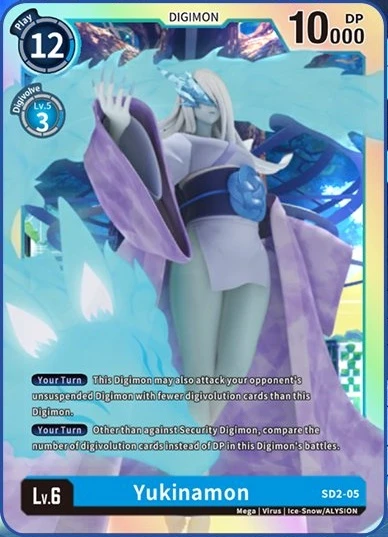 Play
12
DIGIMON
DP
10000
Digivolve
Lv.5
3
Your Turn This Digimon may also attack your opponent's
unsuspended Digimon with fewer digivolution cards than this
Digimon.
Your Turn Other than against Security Digimon, compare the
number of digivolution cards instead of DP in this Digimon's battles.
Lv.6
Yukinamon
SD2-05
Mega | Virus | Ice-Snow/ALYSION